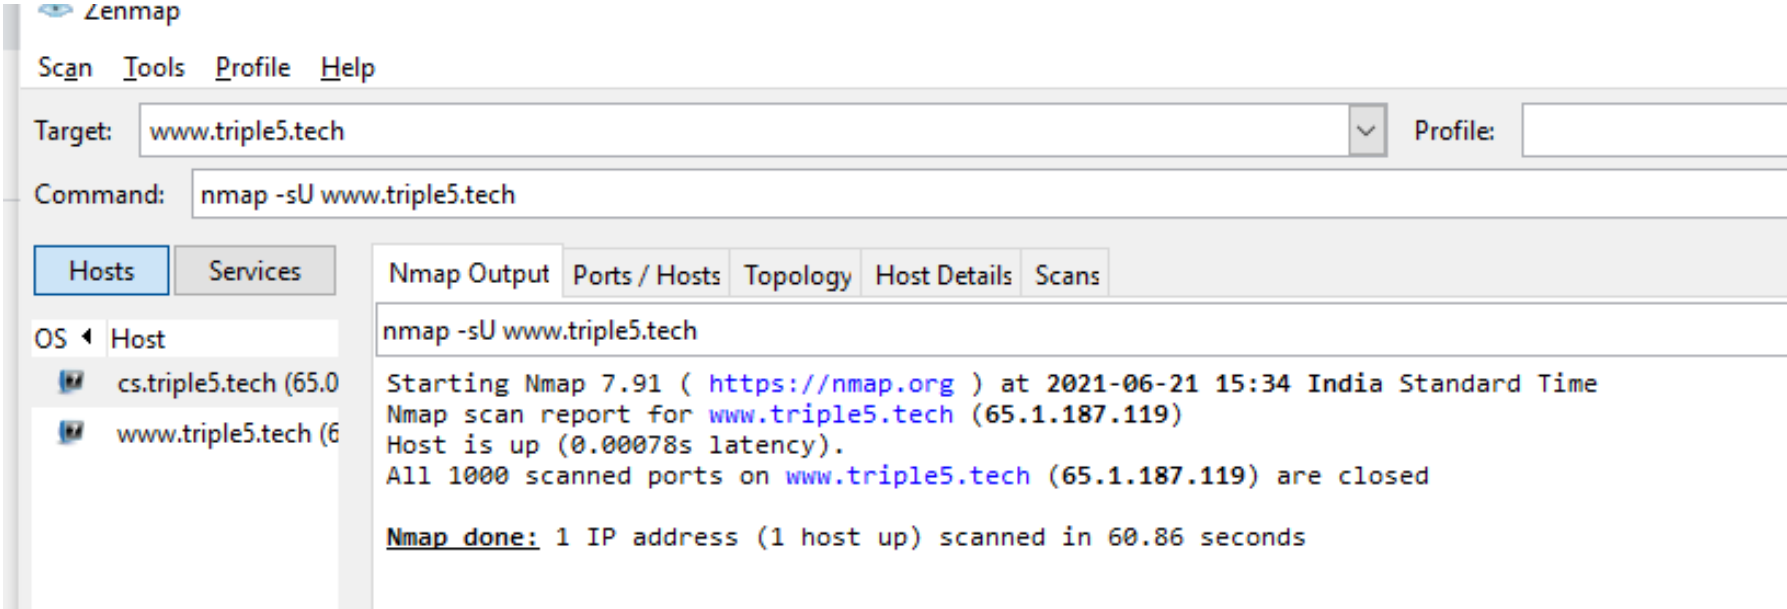 Zenmap
Scan Tools Profile Help
Target: www.triple5.tech Profile:
Command: nmap -sU www.triple5.tech
Hosts Services
Nmap Output Ports / Hosts Topology Host Details Scans
OS Host
cs.triple5.tech (65.0
www.triple5.tech (6
nmap -sU www.triple5.tech
Starting Nmap 7.91 ( https://nmap.org ) at 2021-06-21 15:34 India Standard Time
Nmap scan report for www.triple5.tech (65.1.187.119)
Host is up (0.00078s latency).
All 1000 scanned ports on www.triple5.tech (65.1.187.119) are closed
Nmap done: 1 IP address (1 host up) scanned in 60.86 seconds